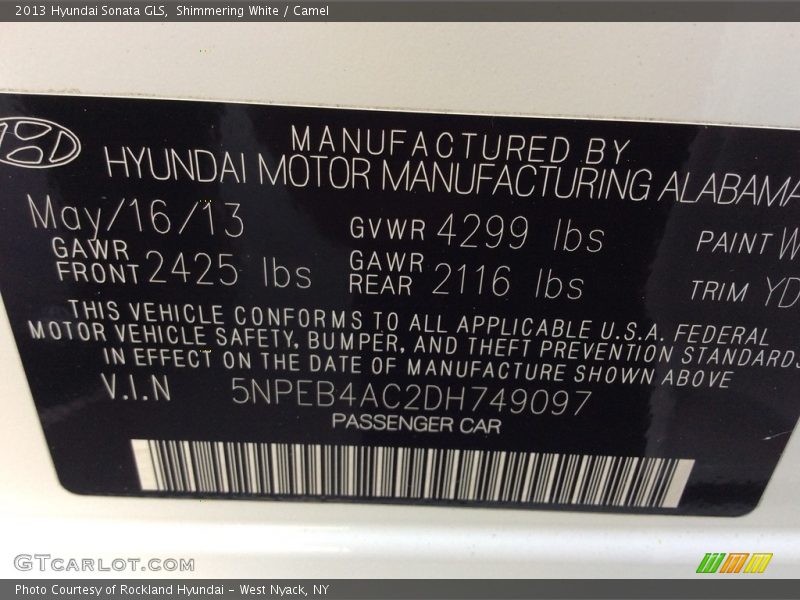 2013 Hyundai Sonata GLS,  Shimmering White / Camel
MANUFACTURED BY
HYUNDAI MOTOR MANUFACTURING ALABAMA
May/16/13 GVWR 4299 lbs PAINT W
GAWR FRONT 2425 lbs GAWR REAR 2116 lbs TRIM YD
THIS VEHICLE CONFORMS TO ALL APPLICABLE U.S.A. FEDERAL
MOTOR VEHICLE SAFETY, BUMPER, AND THEFT PREVENTION STANDARDS
IN EFFECT ON THE DATE OF MANUFACTURE SHOWN ABOVE
V.I.N 5NPEB4AC2DH749097
PASSENGER CAR
GTCARLOT.COM
Photo Courtesy of Rockland Hyundai - West Nyack, NY